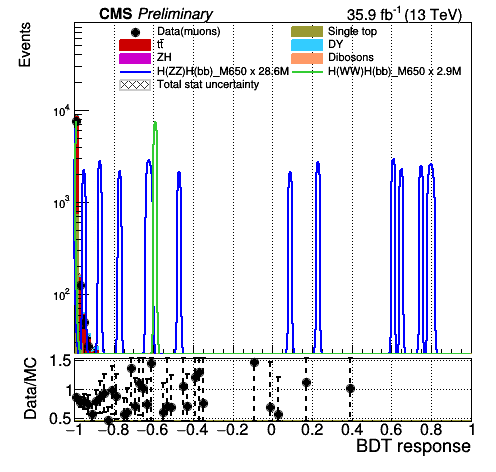 CMS Preliminary 35.9 fb⁻¹ (13 TeV)
Events
Data(muons) Single top
tt̄ DY
ZH Dibosons
H(ZZ)H(bb)_M650 x 28.6M H(WW)H(bb)_M650 x 2.9M
Total stat uncertainty
10⁴
10³
10²
Data/MC
1.5
1
0.5
−1 −0.8 −0.6 −0.4 −0.2 0 0.2 0.4 0.6 0.8 1
BDT response